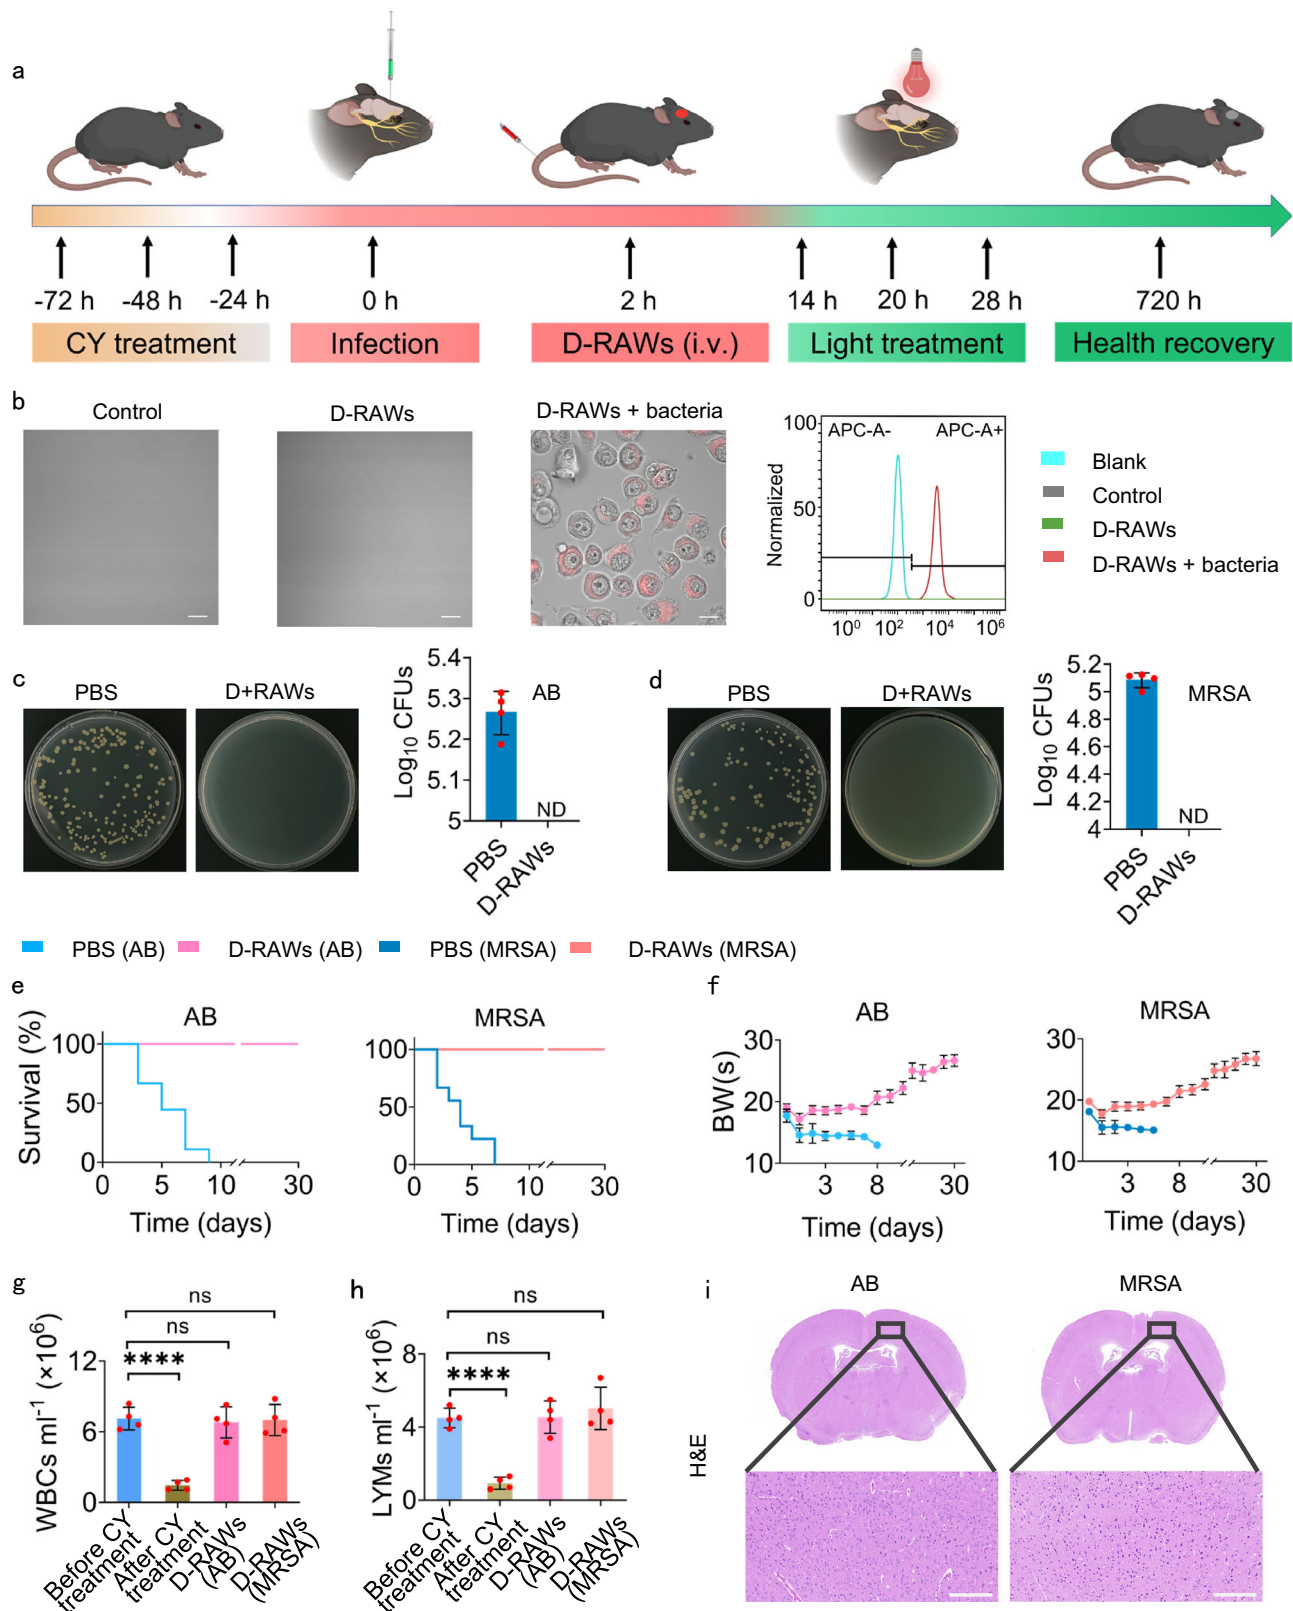 a
-72 h
-48 h
-24 h
0 h
2 h
14 h
20 h
28 h
720 h
CY treatment
Infection
D-RAWs (i.v.)
Light treatment
Health recovery
b
Control
D-RAWs
D-RAWs + bacteria
Normalized
100
50
0
APC-A-
APC-A+
10⁰
10²
10⁴
10⁶
Blank
Control
D-RAWs
D-RAWs + bacteria
c
PBS
D+RAWs
Log₁₀ CFUs
5.4
5.3
5.2
5.1
5
AB
ND
PBS
D-RAWs
d
PBS
D+RAWs
Log₁₀ CFUs
5.2
5
4.8
4.6
4.4
4.2
4
MRSA
ND
PBS
D-RAWs
PBS (AB)
D-RAWs (AB)
PBS (MRSA)
D-RAWs (MRSA)
e
AB
Survival (%)
100
50
0
0
5
10
30
Time (days)
MRSA
100
50
0
0
5
10
30
Time (days)
f
AB
BW(s)
30
20
10
3
8
30
Time (days)
MRSA
30
20
10
3
8
30
Time (days)
g
ns
ns
****
WBCs ml⁻¹ (×10⁶)
12
6
0
Before CY
treatment
After CY
treatment
D-RAWs
(AB)
D-RAWs
(MRSA)
h
ns
ns
****
LYMs ml⁻¹ (×10⁶)
8
4
0
Before CY
treatment
After CY
treatment
D-RAWs
(AB)
D-RAWs
(MRSA)
i
AB
MRSA
H&E